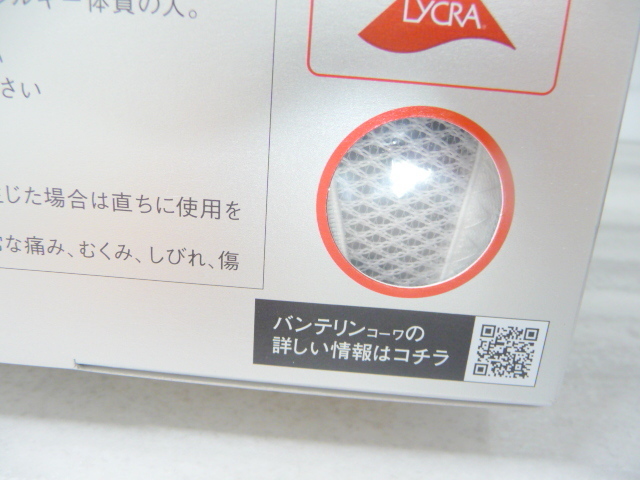 ルギー体質の人。
さい
LYCRA®
じた場合は直ちに使用を
な痛み、むくみ、しびれ、傷
バンテリンコーワの
詳しい情報はコチラ